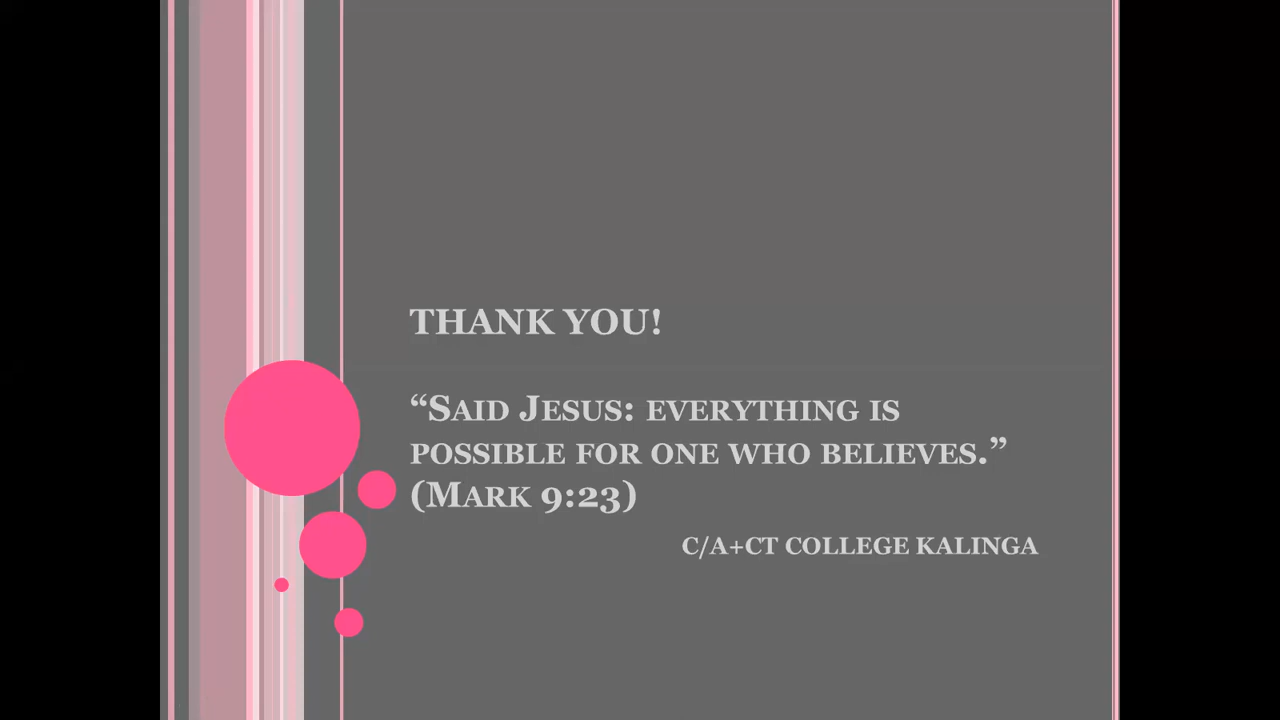 THANK YOU!
“SAID JESUS: EVERYTHING IS
POSSIBLE FOR ONE WHO BELIEVES.”
(MARK 9:23)
C/A+CT COLLEGE KALINGA